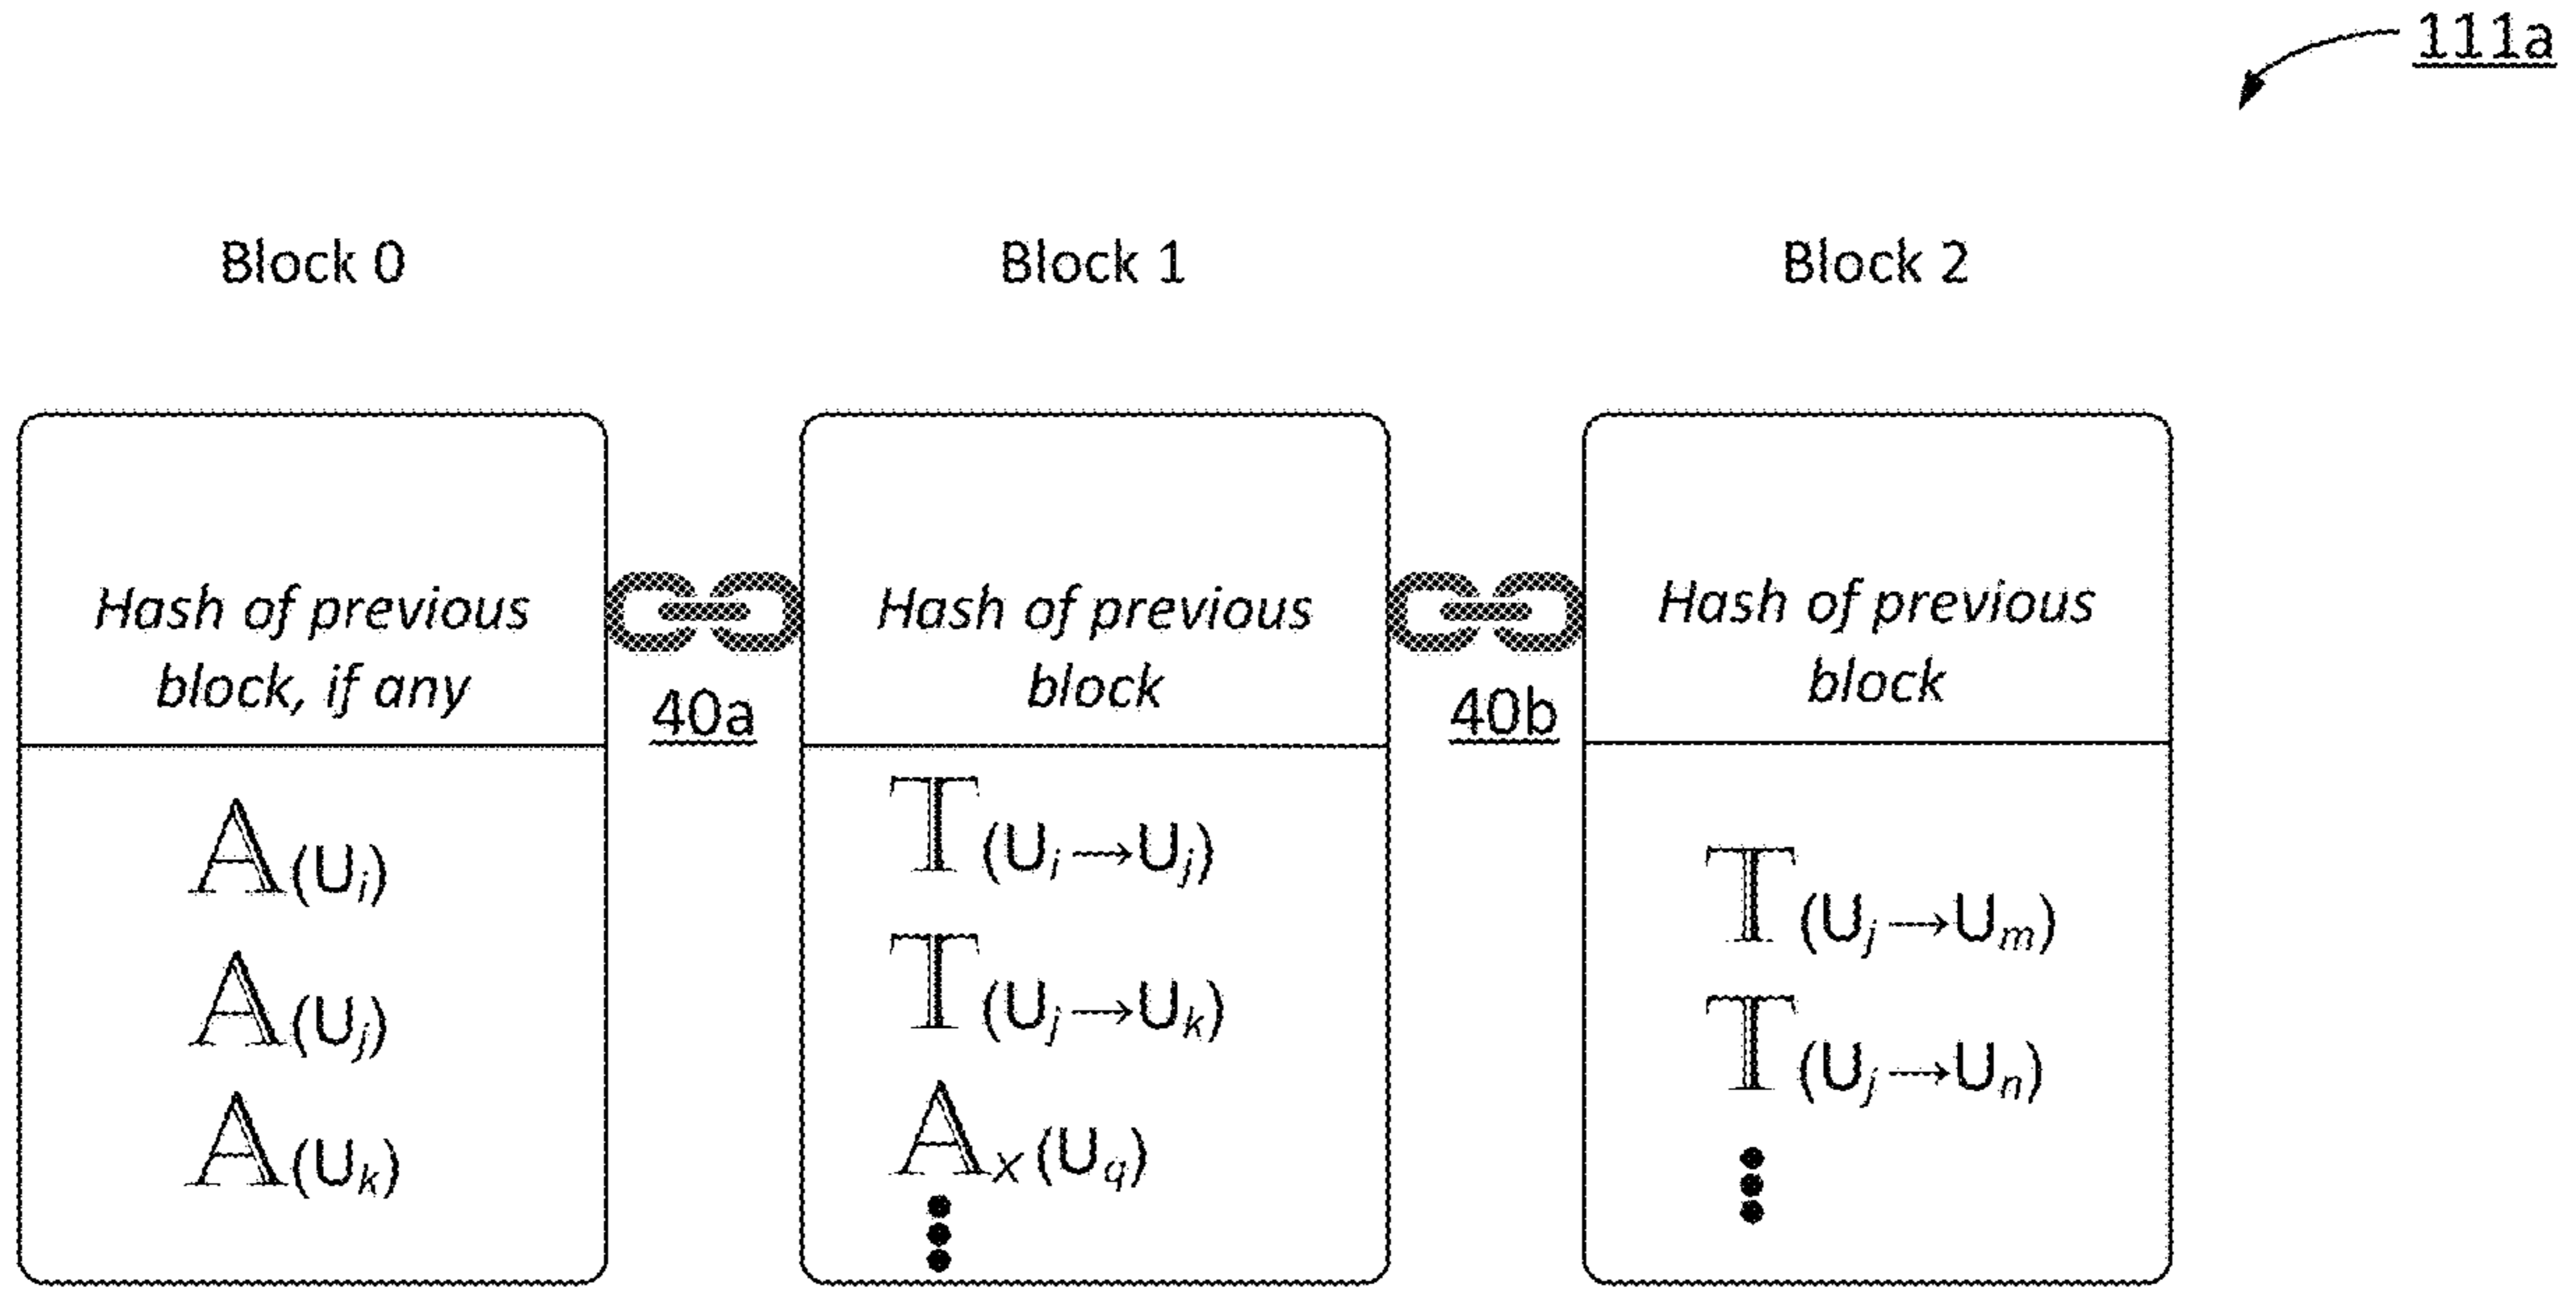 111a
Block 0
Block 1
Block 2
Hash of previous
block, if any
40a
Hash of previous
block
40b
Hash of previous
block
𝔸(Uᵢ)
𝔸(Uⱼ)
𝔸(Uₖ)
𝕋(Uᵢ→Uⱼ)
𝕋(Uⱼ→Uₖ)
𝔸ₓ(U_q)
𝕋(Uⱼ→Uₘ)
𝕋(Uⱼ→Uₙ)